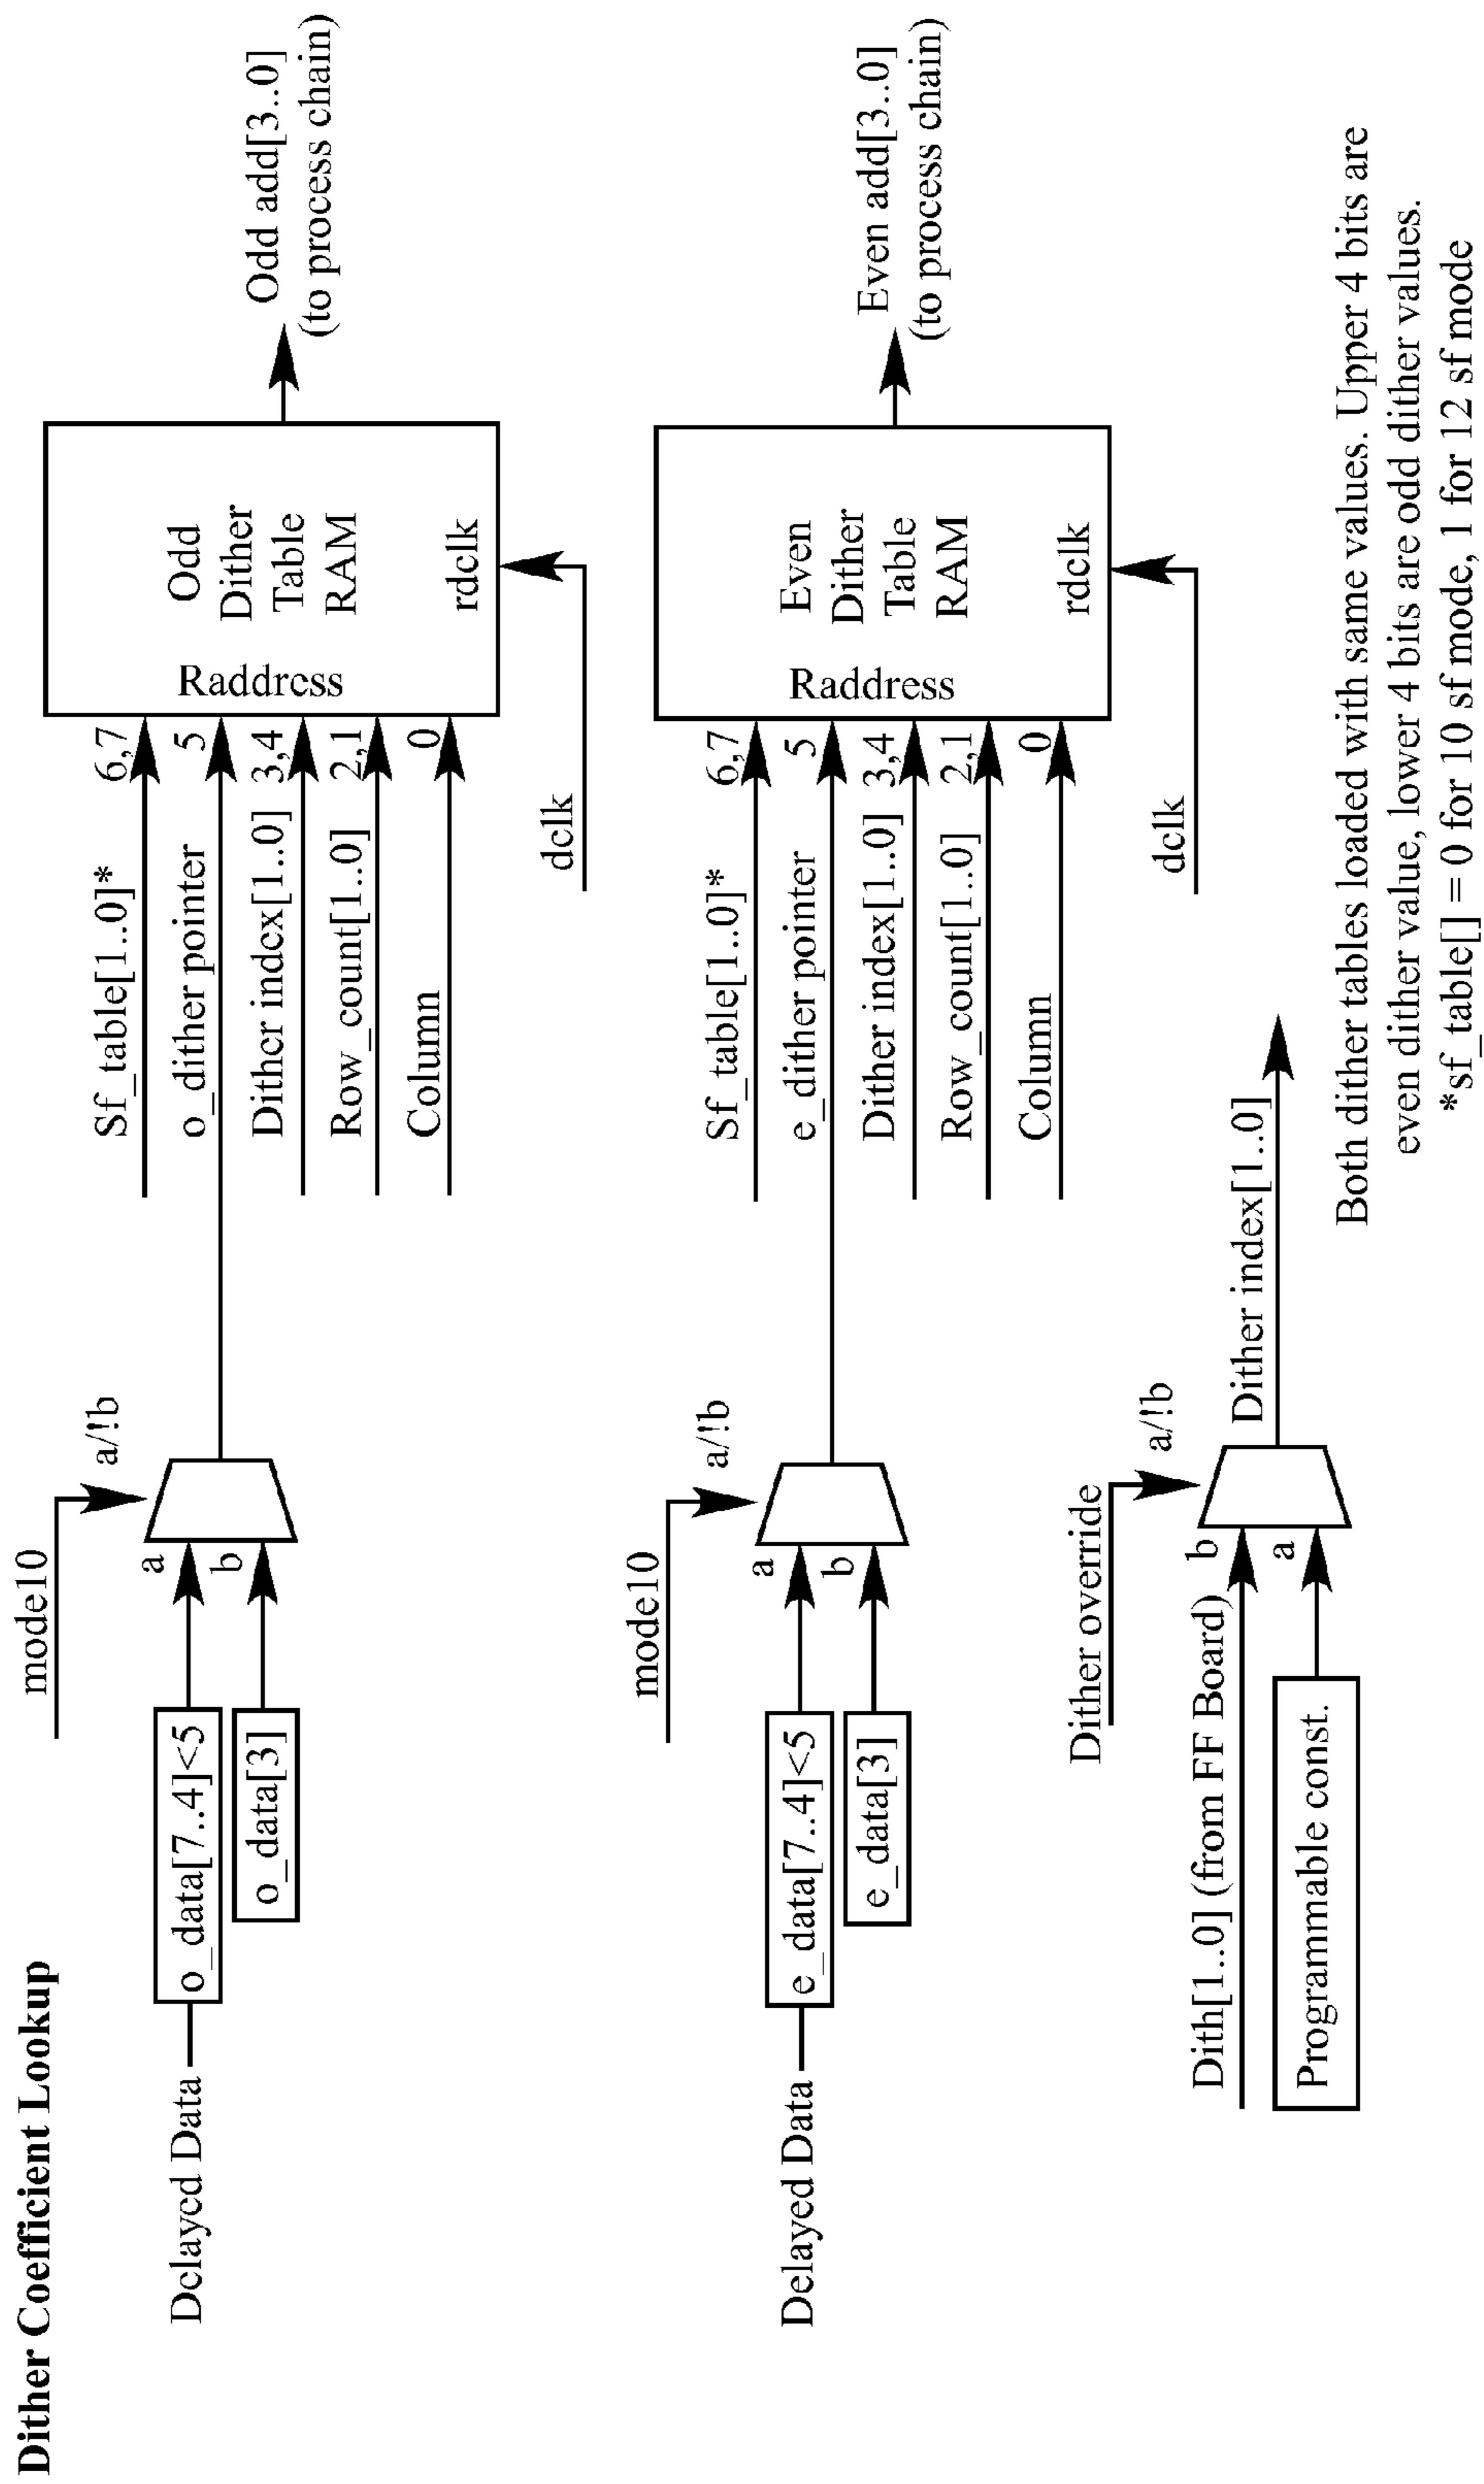 Dither Coefficient Lookup
mode10
a/!b
Delayed Data
o_data[7..4]<5
a
o_data[3]
b
Sf_table[1..0]*
6,7
o_dither pointer
5
Dither index[1..0]
3,4
Row_count[1..0]
2,1
Column
0
Raddress
Odd
Dither
Table
RAM
rdclk
dclk
Odd add[3..0]
(to process chain)
mode10
a/!b
Delayed Data
e_data[7..4]<5
a
e_data[3]
b
Sf_table[1..0]*
6,7
e_dither pointer
5
Dither index[1..0]
3,4
Row_count[1..0]
2,1
Column
0
Raddress
Even
Dither
Table
RAM
rdclk
dclk
Even add[3..0]
(to process chain)
Dither override
a/!b
Dith[1..0] (from FF Board)
b
Programmable const.
a
Dither index[1..0]
Both dither tables loaded with same values. Upper 4 bits are
even dither value, lower 4 bits are odd dither values.
*sf_table[] = 0 for 10 sf mode, 1 for 12 sf mode